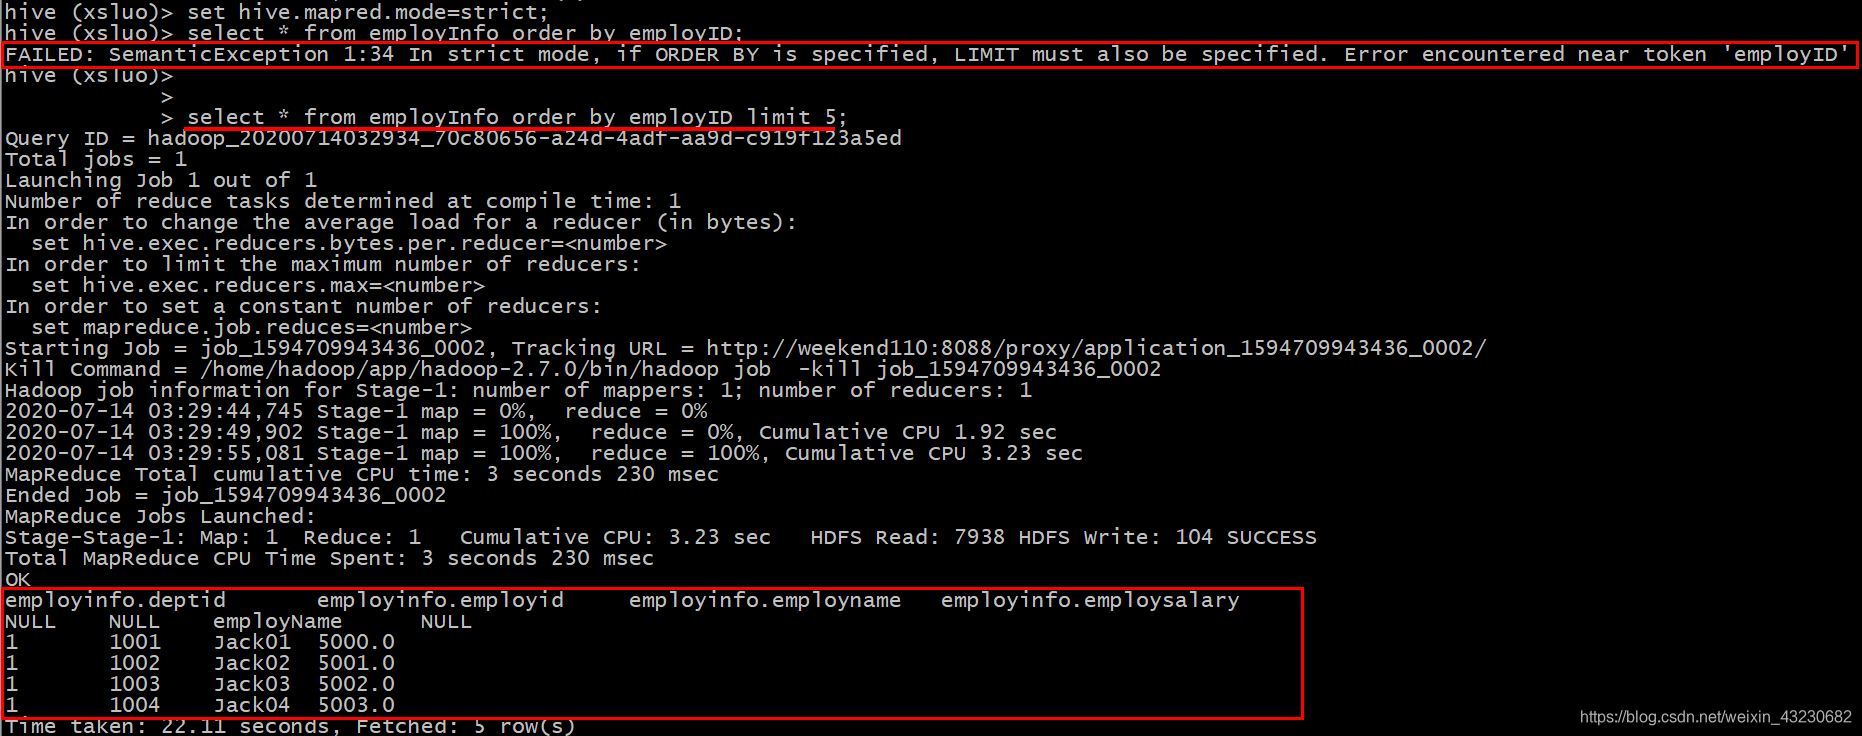 hive (xsluo)> set hive.mapred.mode=strict;
hive (xsluo)> select * from employInfo order by employID;
FAILED: SemanticException 1:34 In strict mode, if ORDER BY is specified, LIMIT must also be specified. Error encountered near token 'employID'
hive (xsluo)>
>
> select * from employInfo order by employID limit 5;
Query ID = hadoop_20200714032934_70c80656-a24d-4adf-aa9d-c919f123a5ed
Total jobs = 1
Launching Job 1 out of 1
Number of reduce tasks determined at compile time: 1
In order to change the average load for a reducer (in bytes):
  set hive.exec.reducers.bytes.per.reducer=<number>
In order to limit the maximum number of reducers:
  set hive.exec.reducers.max=<number>
In order to set a constant number of reducers:
  set mapreduce.job.reduces=<number>
Starting Job = job_1594709943436_0002, Tracking URL = http://weekend110:8088/proxy/application_1594709943436_0002/
Kill Command = /home/hadoop/app/hadoop-2.7.0/bin/hadoop job  -kill job_1594709943436_0002
Hadoop job information for Stage-1: number of mappers: 1; number of reducers: 1
2020-07-14 03:29:44,745 Stage-1 map = 0%,  reduce = 0%
2020-07-14 03:29:49,902 Stage-1 map = 100%,  reduce = 0%, Cumulative CPU 1.92 sec
2020-07-14 03:29:55,081 Stage-1 map = 100%,  reduce = 100%, Cumulative CPU 3.23 sec
MapReduce Total cumulative CPU time: 3 seconds 230 msec
Ended Job = job_1594709943436_0002
MapReduce Jobs Launched:
Stage-Stage-1: Map: 1  Reduce: 1   Cumulative CPU: 3.23 sec   HDFS Read: 7938 HDFS Write: 104 SUCCESS
Total MapReduce CPU Time Spent: 3 seconds 230 msec
OK
employinfo.deptid	employinfo.employid	employinfo.employname	employinfo.employsalary
NULL	NULL	employName	NULL
1	1001	Jack01	5000.0
1	1002	Jack02	5001.0
1	1003	Jack03	5002.0
1	1004	Jack04	5003.0
Time taken: 22.11 seconds, Fetched: 5 row(s)
https://blog.csdn.net/weixin_43230682